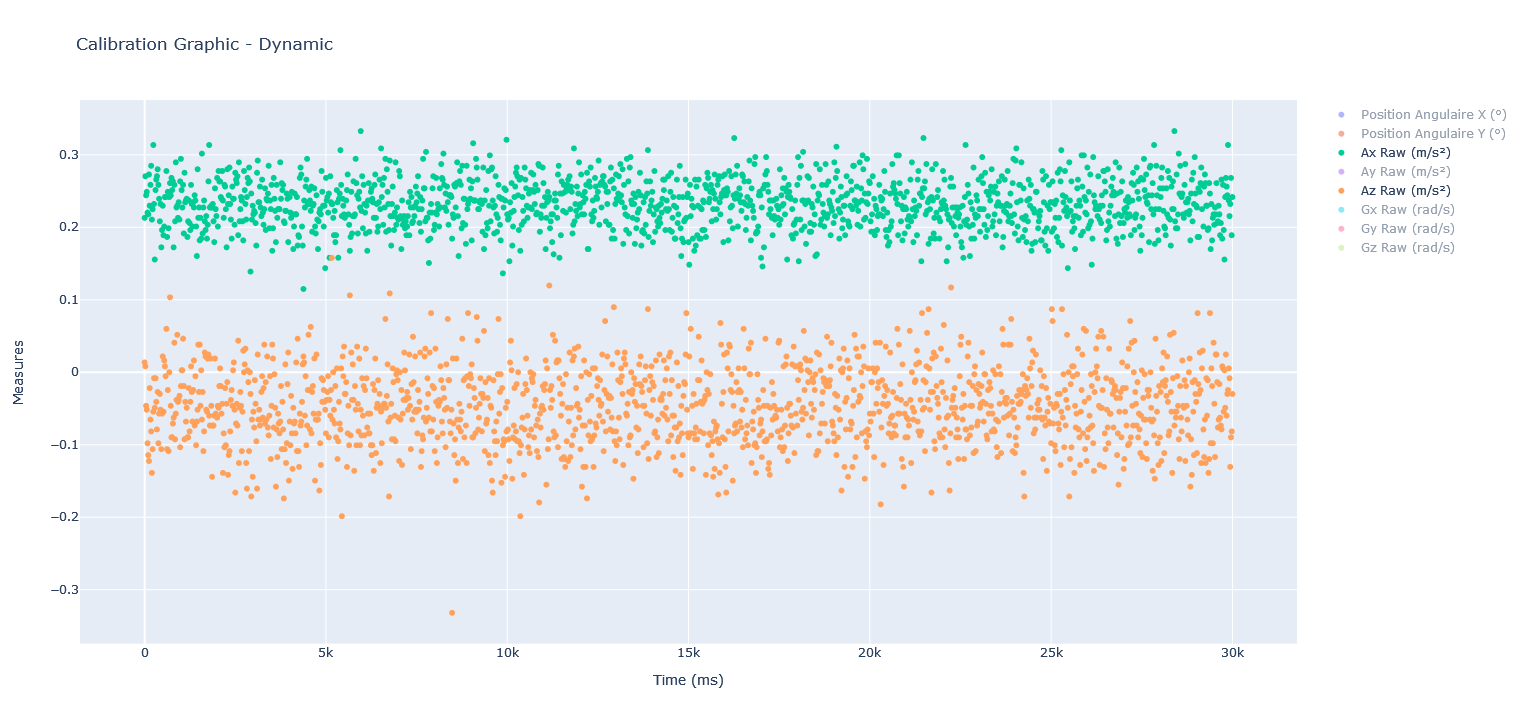 Calibration Graphic - Dynamic
Measures
0.3
0.2
0.1
0
−0.1
−0.2
−0.3
0 5k 10k 15k 20k 25k 30k
Time (ms)
Position Angulaire X (°)
Position Angulaire Y (°)
Ax Raw (m/s²)
Ay Raw (m/s²)
Az Raw (m/s²)
Gx Raw (rad/s)
Gy Raw (rad/s)
Gz Raw (rad/s)